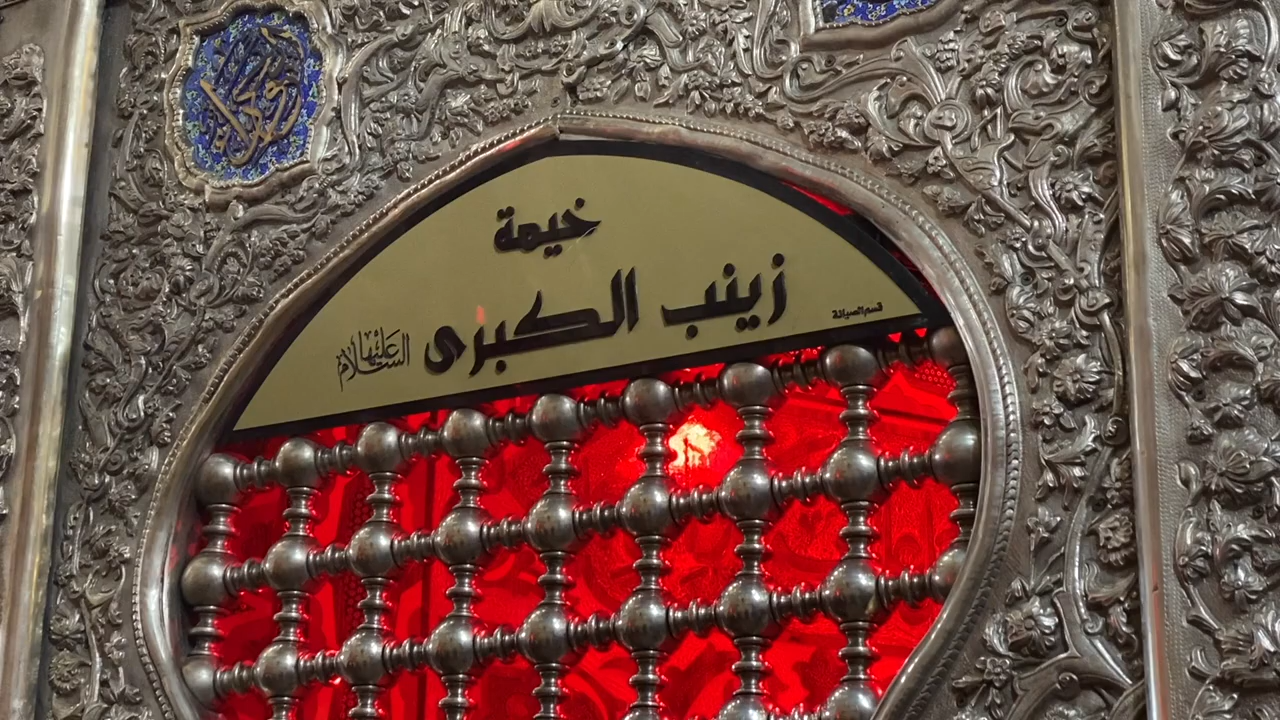 خيمة
زينب الكبرى عليها السلام
قسم الصيانة